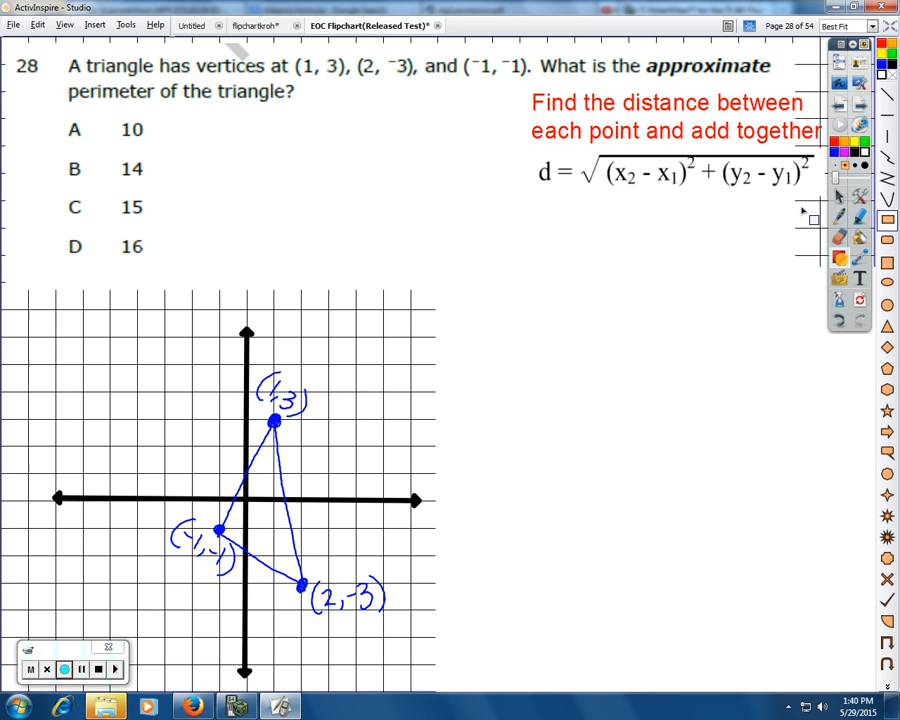 ActivInspire - Studio
File Edit View Insert Tools Help Untitled flipchartkroh* EOC Flipchart(Released Test)* Page 28 of 54 Best Fit
28 A triangle has vertices at (1, 3), (2, ⁻3), and (⁻1, ⁻1). What is the approximate
perimeter of the triangle?
Find the distance between
each point and add together
d = √(x₂ - x₁)² + (y₂ - y₁)²
A 10
B 14
C 15
D 16
(1,3)
(-1,-1)
(2,-3)
M
1:40 PM
5/29/2015